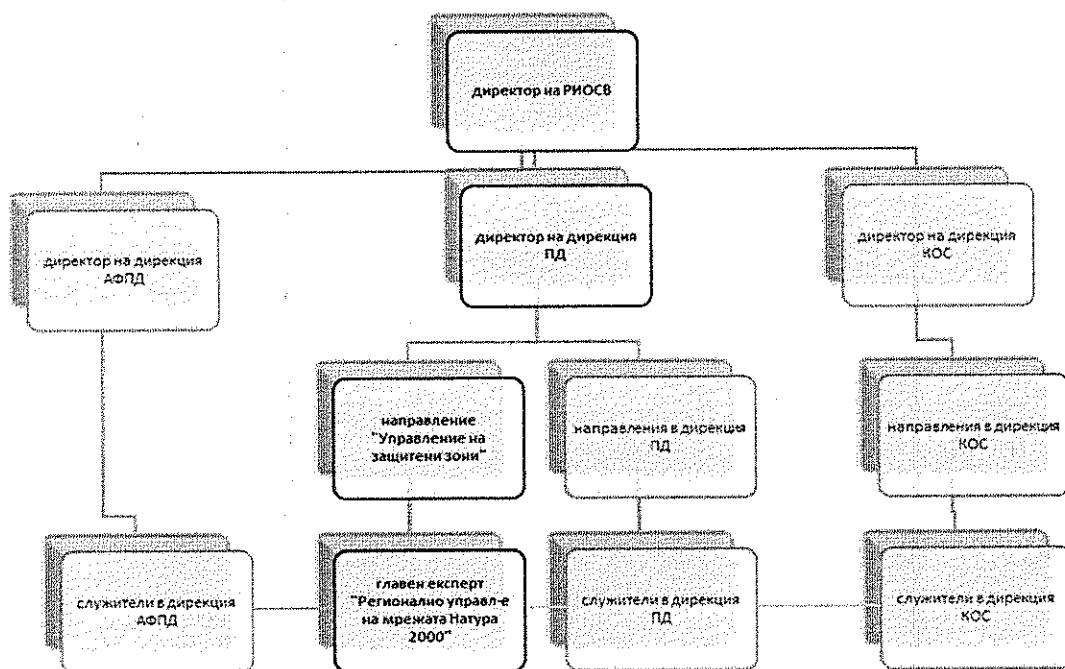 директор на РИОСВ
директор на дирекция
АФПД
директор на дирекция
ПД
директор на дирекция
КОС
направление
"Управление на
защитени зони"
направления в дирекция
ПД
направления в дирекция
КОС
служители в дирекция
АФПД
главен експерт
"Регионално управл-е
на мрежата Натура
2000"
служители в дирекция
ПД
служители в дирекция
КОС